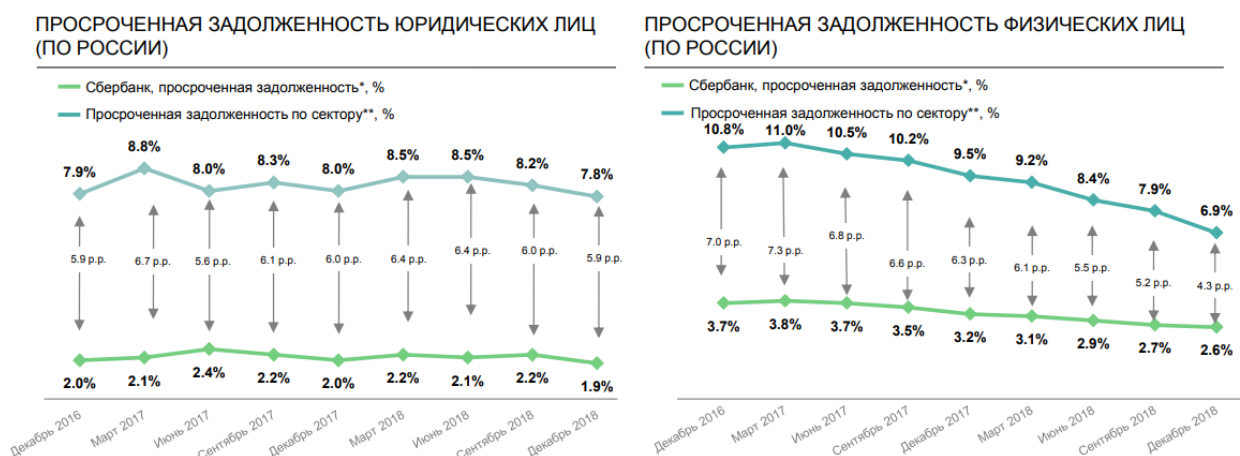 ПРОСРОЧЕННАЯ ЗАДОЛЖЕННОСТЬ ЮРИДИЧЕСКИХ ЛИЦ
(ПО РОССИИ)
Сбербанк, просроченная задолженность*, %
Просроченная задолженность по сектору**, %
7.9% 8.8% 8.0% 8.3% 8.0% 8.5% 8.5% 8.2% 7.8%
5.9 p.p. 6.7 p.p. 5.6 p.p. 6.1 p.p. 6.0 p.p. 6.4 p.p. 6.4 p.p. 6.0 p.p. 5.9 p.p.
2.0% 2.1% 2.4% 2.2% 2.0% 2.2% 2.1% 2.2% 1.9%
Декабрь 2016 Март 2017 Июнь 2017 Сентябрь 2017 Декабрь 2017 Март 2018 Июнь 2018 Сентябрь 2018 Декабрь 2018
ПРОСРОЧЕННАЯ ЗАДОЛЖЕННОСТЬ ФИЗИЧЕСКИХ ЛИЦ
(ПО РОССИИ)
Сбербанк, просроченная задолженность*, %
Просроченная задолженность по сектору**, %
10.8% 11.0% 10.5% 10.2% 9.5% 9.2% 8.4% 7.9% 6.9%
7.0 p.p. 7.3 p.p. 6.8 p.p. 6.6 p.p. 6.3 p.p. 6.1 p.p. 5.5 p.p. 5.2 p.p. 4.3 p.p.
3.7% 3.8% 3.7% 3.5% 3.2% 3.1% 2.9% 2.7% 2.6%
Декабрь 2016 Март 2017 Июнь 2017 Сентябрь 2017 Декабрь 2017 Март 2018 Июнь 2018 Сентябрь 2018 Декабрь 2018